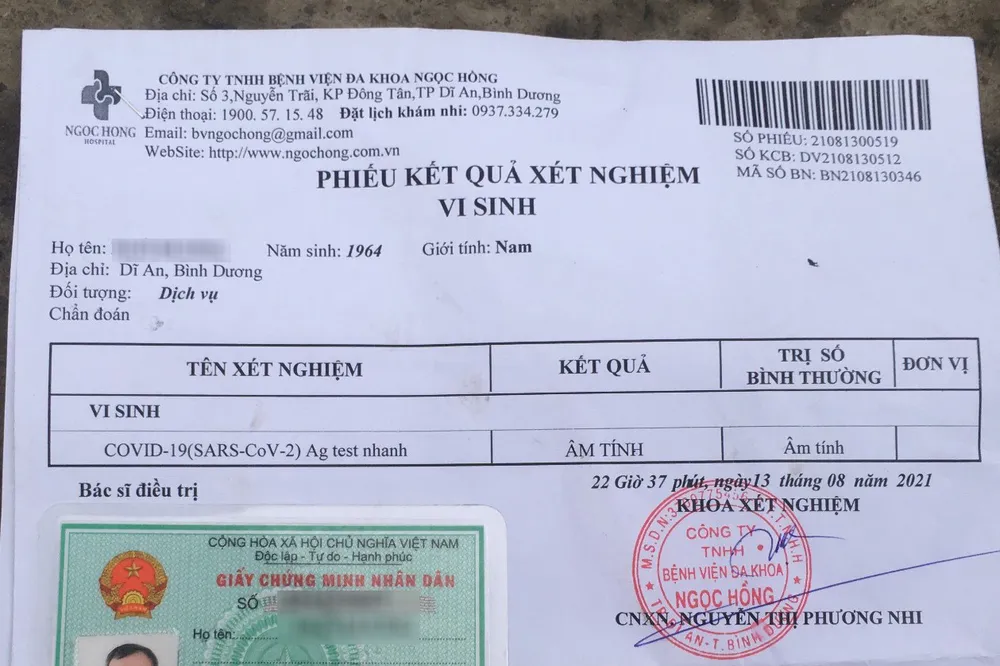 CÔNG TY TNHH BỆNH VIỆN ĐA KHOA NGỌC HỒNG
Địa chỉ: Số 3,Nguyễn Trãi, KP Đông Tân,TP Dĩ An,Bình Dương
Điện thoại: 1900. 57. 15. 48 Đặt lịch khám nhi: 0937.334.279
NGOC HONG
HOSPITAL
Email: bvngochong@gmail.com
WebSite: http://www.ngochong.com.vn
SỐ PHIẾU: 21081300519
SỐ KCB: DV2108130512
MÃ SỐ BN: BN2108130346
PHIẾU KẾT QUẢ XÉT NGHIỆM
VI SINH
Họ tên: Năm sinh: 1964 Giới tính: Nam
Địa chỉ: Dĩ An, Bình Dương
Đối tượng: Dịch vụ
Chẩn đoán
TÊN XÉT NGHIỆM KẾT QUẢ TRỊ SỐ BÌNH THƯỜNG ĐƠN VỊ
VI SINH
COVID-19(SARS-CoV-2) Ag test nhanh ÂM TÍNH Âm tính
22 Giờ 37 phút, ngày13 tháng 08 năm 2021
Bác sĩ điều trị KHOA XÉT NGHIỆM
CÔNG TY
TNHH
BỆNH VIỆN ĐA KHOA
NGỌC HỒNG
CNXN, NGUYỄN THỊ PHƯƠNG NHI
CỘNG HÒA XÃ HỘI CHỦ NGHĨA VIỆT NAM
Độc lập - Tự do - Hạnh phúc
GIẤY CHỨNG MINH NHÂN DÂN
SỐ
Họ tên: